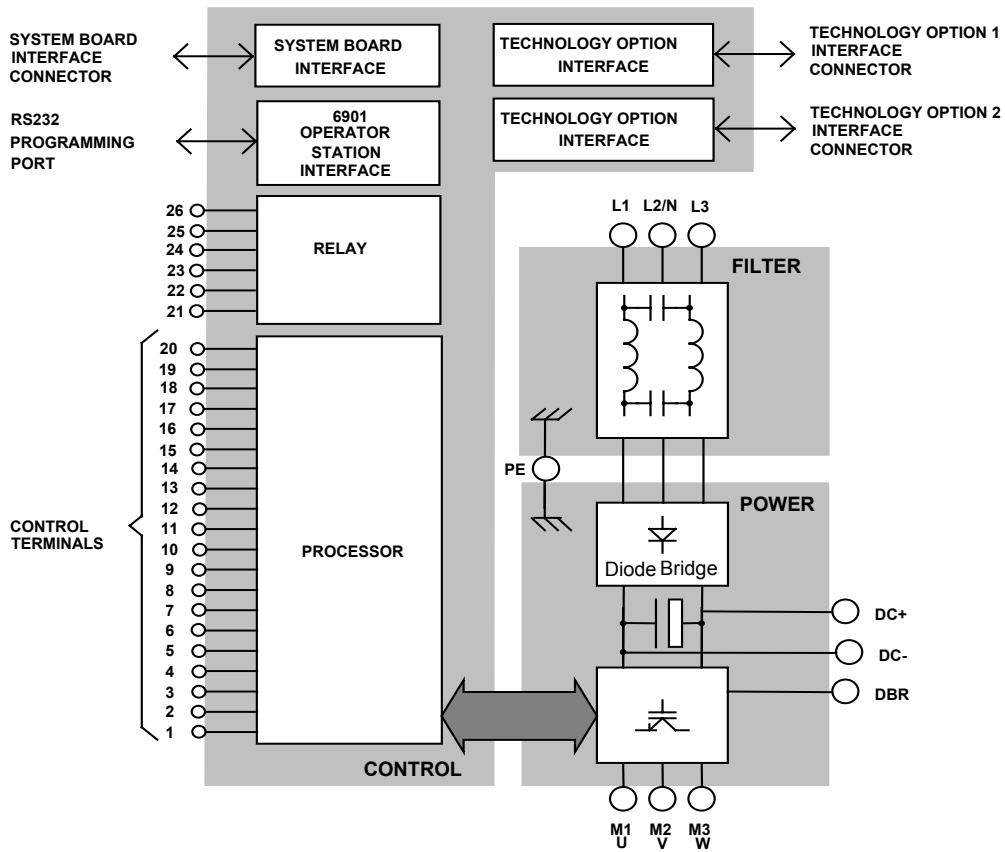 SYSTEM BOARD
INTERFACE
CONNECTOR
SYSTEM BOARD
INTERFACE
TECHNOLOGY OPTION
INTERFACE
TECHNOLOGY OPTION 1
INTERFACE
CONNECTOR
RS232
PROGRAMMING
PORT
6901
OPERATOR
STATION
INTERFACE
TECHNOLOGY OPTION
INTERFACE
TECHNOLOGY OPTION 2
INTERFACE
CONNECTOR
26
25
24
23
22
21
RELAY
L1 L2/N L3
FILTER
CONTROL
TERMINALS
20
19
18
17
16
15
14
13
12
11
10
9
8
7
6
5
4
3
2
1
PROCESSOR
CONTROL
PE
POWER
Diode Bridge
DC+
DC-
DBR
M1 M2 M3
U V W